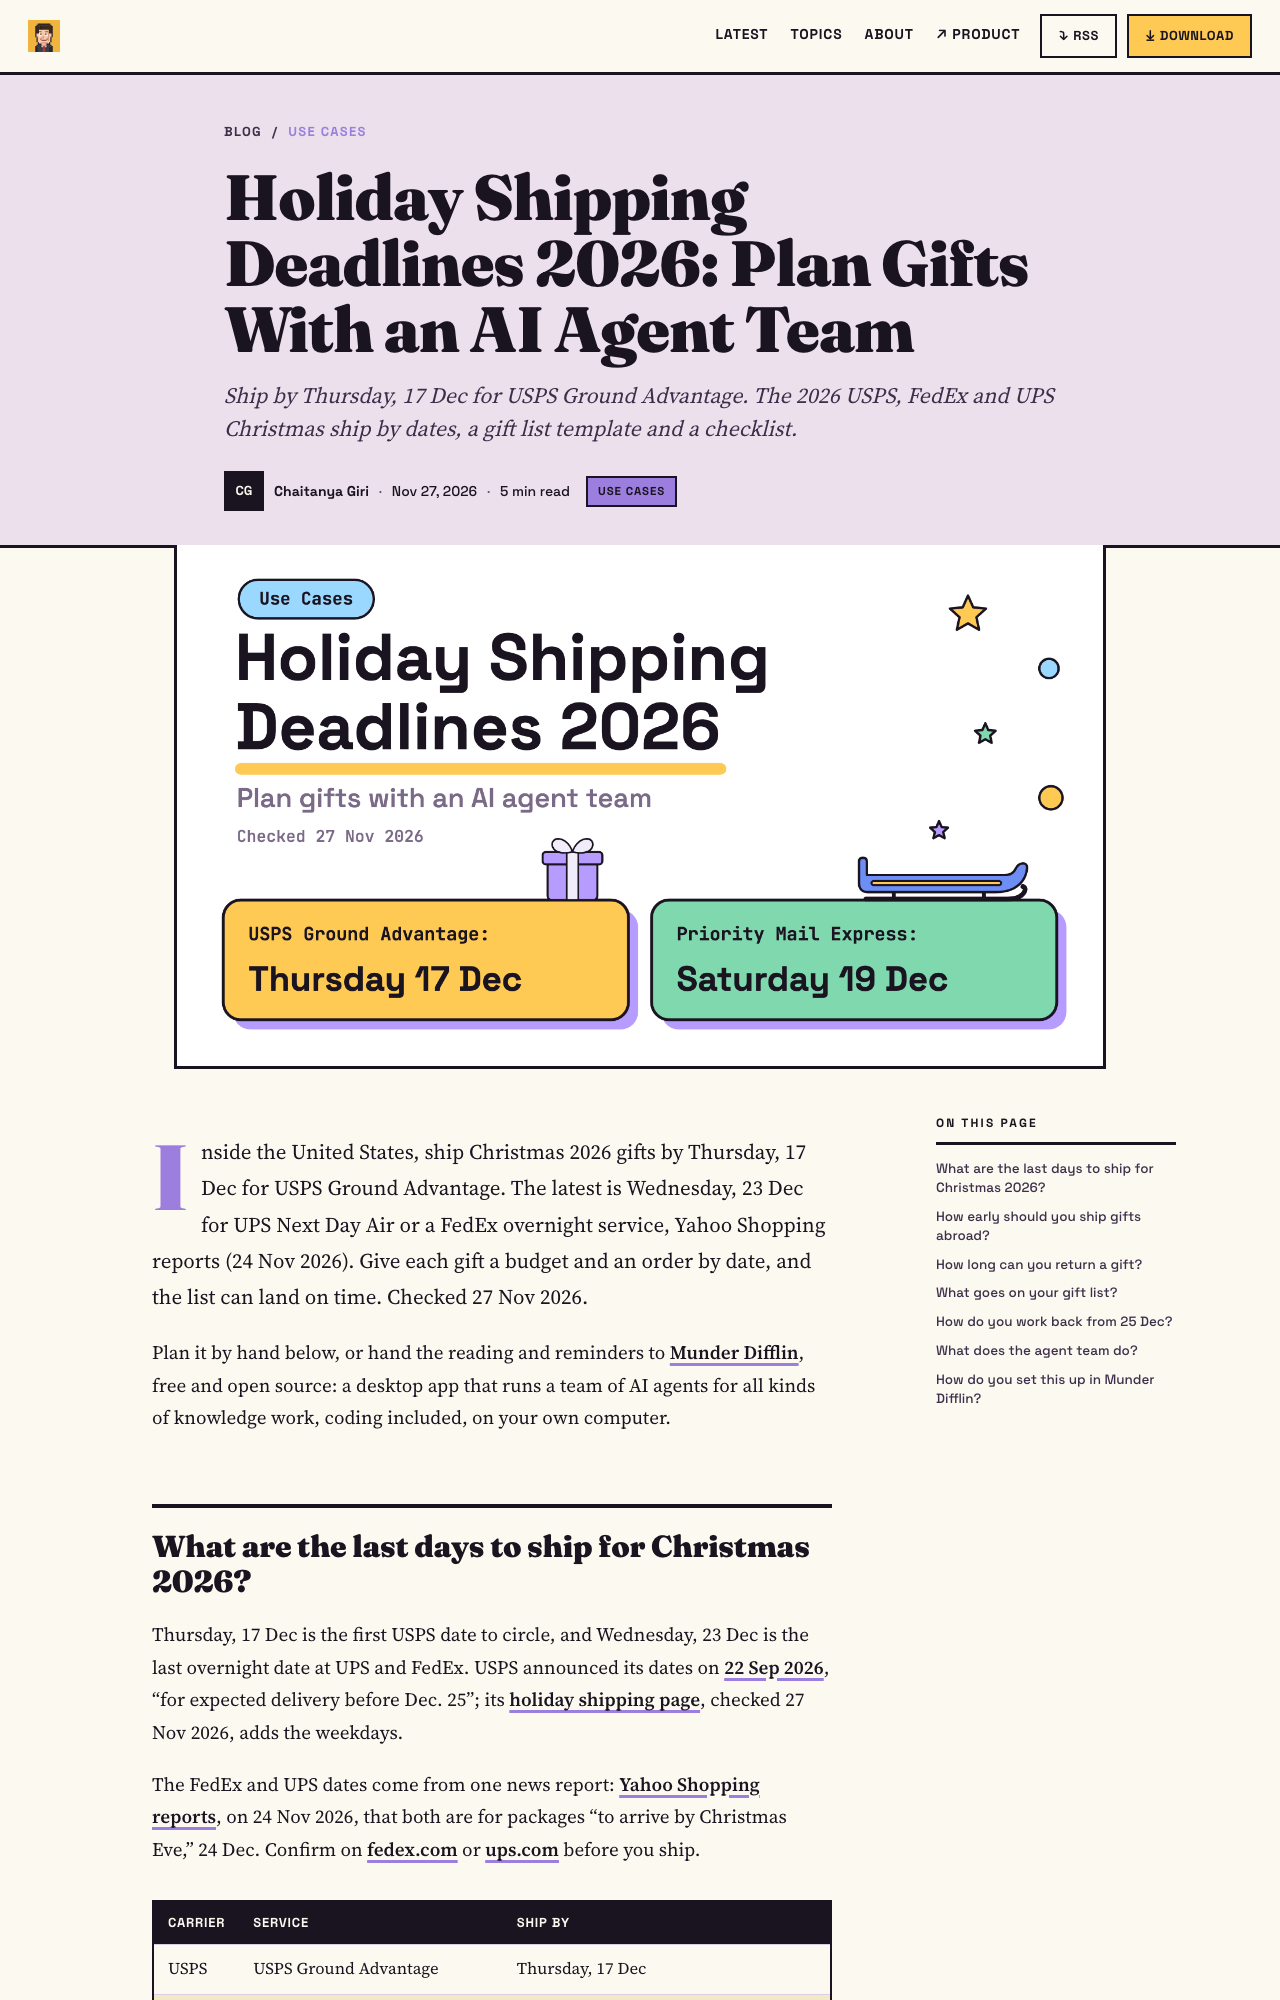 LATEST TOPICS ABOUT ↗ PRODUCT ⤵ RSS ⤓ DOWNLOAD
BLOG / USE CASES
Holiday Shipping
Deadlines 2026: Plan Gifts
With an AI Agent Team
Ship by Thursday, 17 Dec for USPS Ground Advantage. The 2026 USPS, FedEx and UPS
Christmas ship by dates, a gift list template and a checklist.
CG Chaitanya Giri · Nov 27, 2026 · 5 min read USE CASES
Use Cases
Holiday Shipping
Deadlines 2026
Plan gifts with an AI agent team
Checked 27 Nov 2026
USPS Ground Advantage:
Thursday 17 Dec
Priority Mail Express:
Saturday 19 Dec
Inside the United States, ship Christmas 2026 gifts by Thursday, 17
Dec for USPS Ground Advantage. The latest is Wednesday, 23 Dec
for UPS Next Day Air or a FedEx overnight service, Yahoo Shopping
reports (24 Nov 2026). Give each gift a budget and an order by date, and
the list can land on time. Checked 27 Nov 2026.
Plan it by hand below, or hand the reading and reminders to Munder Difflin,
free and open source: a desktop app that runs a team of AI agents for all kinds
of knowledge work, coding included, on your own computer.
What are the last days to ship for Christmas
2026?
Thursday, 17 Dec is the first USPS date to circle, and Wednesday, 23 Dec is the
last overnight date at UPS and FedEx. USPS announced its dates on 22 Sep 2026,
“for expected delivery before Dec. 25”; its holiday shipping page, checked 27
Nov 2026, adds the weekdays.
The FedEx and UPS dates come from one news report: Yahoo Shopping
reports, on 24 Nov 2026, that both are for packages “to arrive by Christmas
Eve,” 24 Dec. Confirm on fedex.com or ups.com before you ship.
CARRIER SERVICE SHIP BY
USPS USPS Ground Advantage Thursday, 17 Dec
ON THIS PAGE
What are the last days to ship for
Christmas 2026?
How early should you ship gifts
abroad?
How long can you return a gift?
What goes on your gift list?
How do you work back from 25 Dec?
What does the agent team do?
How do you set this up in Munder
Difflin?